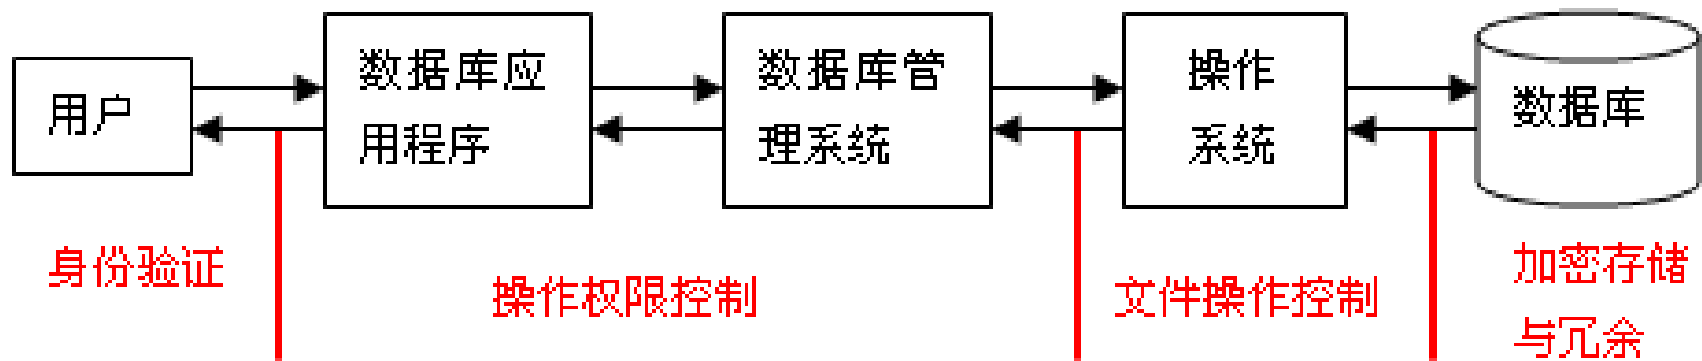 用户
数据库应
用程序
数据库管
理系统
操作
系统
数据库
身份验证
操作权限控制
文件操作控制
加密存储
与冗余